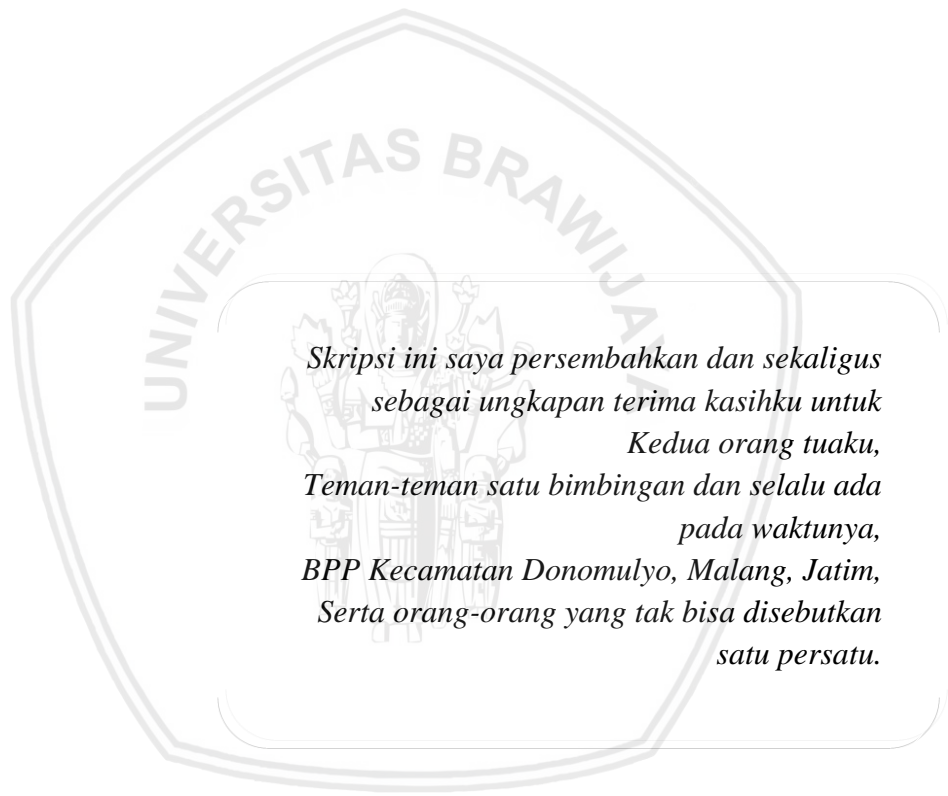 UNIVERSITAS BRAWIJAYA
Skripsi ini saya persembahkan dan sekaligus
sebagai ungkapan terima kasihku untuk
Kedua orang tuaku,
Teman-teman satu bimbingan dan selalu ada
pada waktunya,
BPP Kecamatan Donomulyo, Malang, Jatim,
Serta orang-orang yang tak bisa disebutkan
satu persatu.